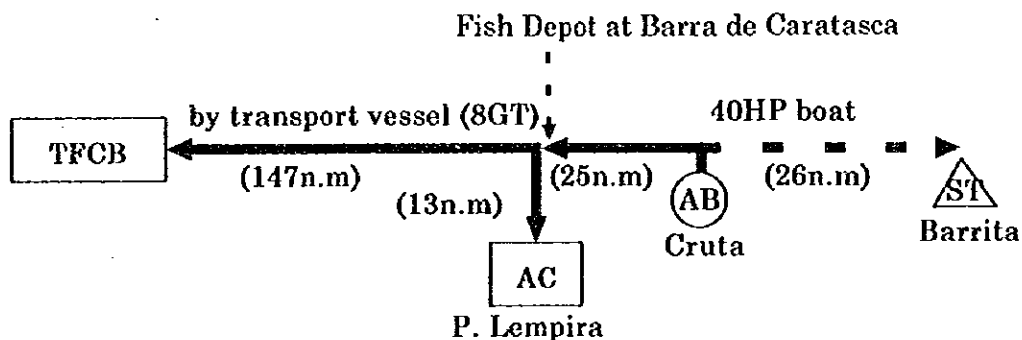 Fish Depot at Barra de Caratasca
by transport vessel (8GT)
40HP boat
TFCB
(147n.m)
(25n.m)
(26n.m)
(13n.m)
AB
ST
Cruta
Barrita
AC
P. Lempira